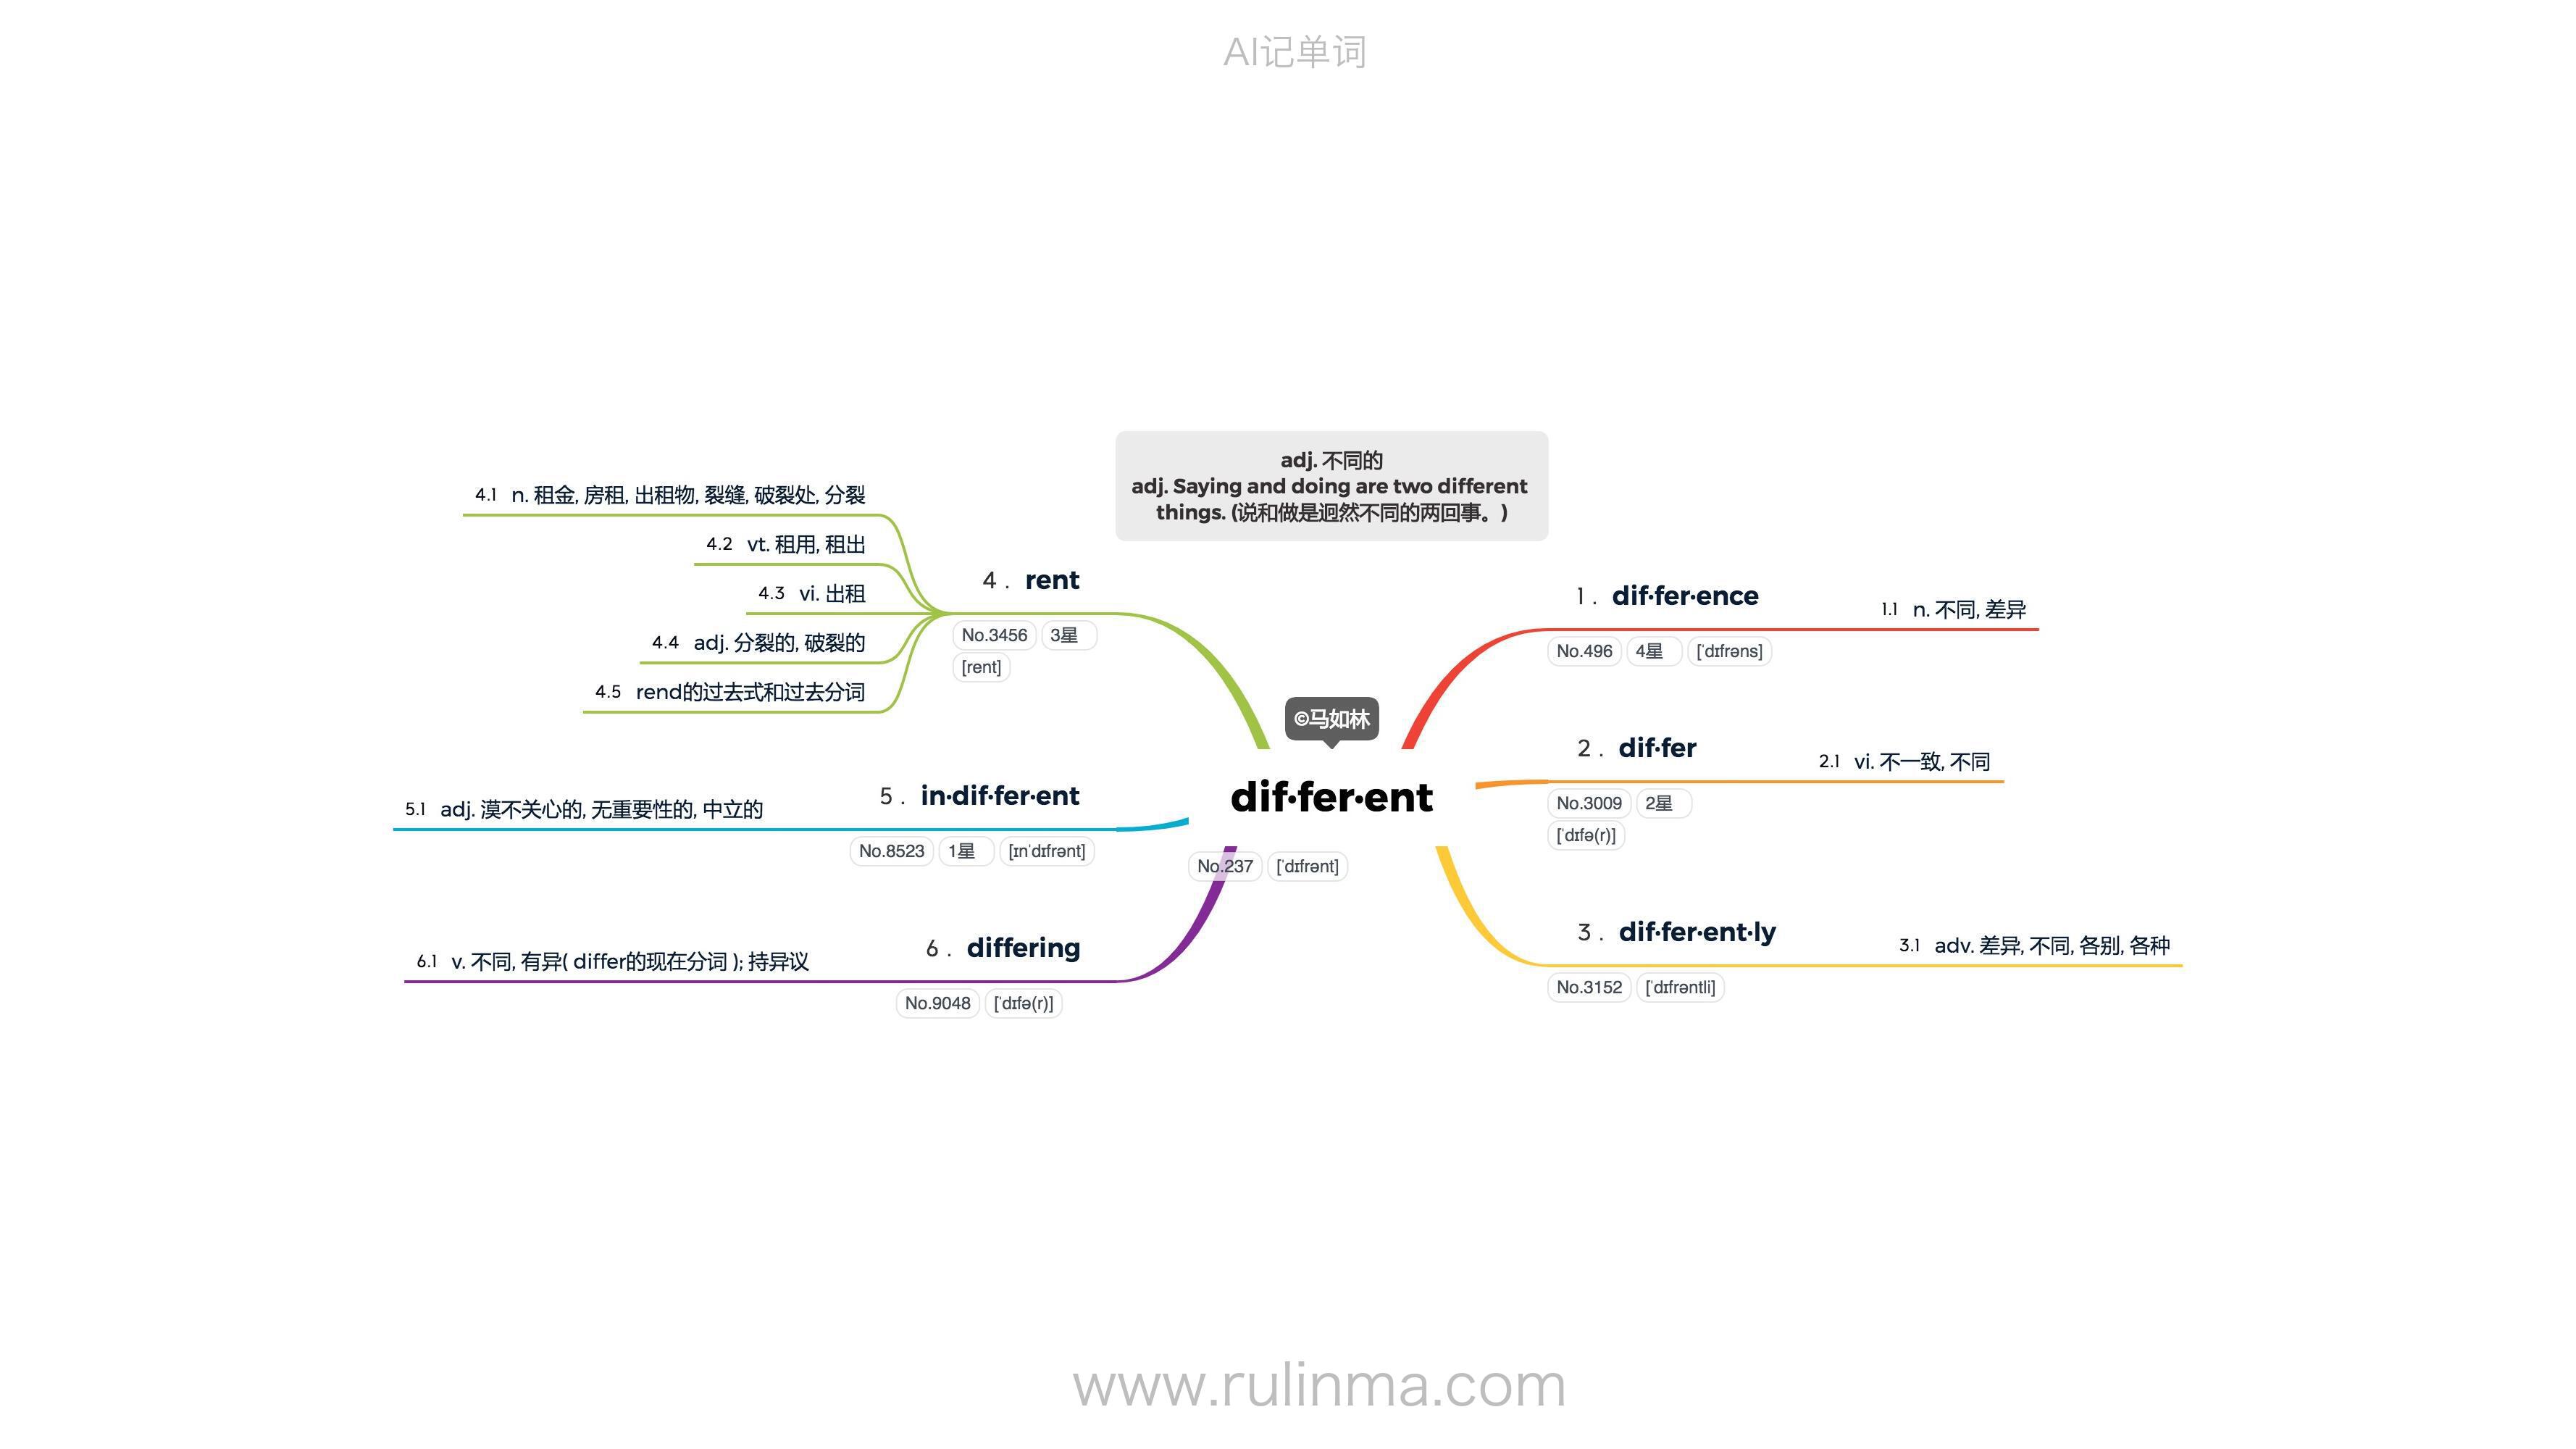 AI记单词
adj. 不同的
adj. Saying and doing are two different
things. (说和做是迥然不同的两回事。)
©马如林
dif·fer·ent
No.237 [ˈdɪfrənt]
1 . dif·fer·ence
No.496 4星 [ˈdɪfrəns]
1.1 n. 不同, 差异
2 . dif·fer
No.3009 2星
[ˈdɪfə(r)]
2.1 vi. 不一致, 不同
3 . dif·fer·ent·ly
No.3152 [ˈdɪfrəntli]
3.1 adv. 差异, 不同, 各别, 各种
4 . rent
No.3456 3星
[rent]
4.1 n. 租金, 房租, 出租物, 裂缝, 破裂处, 分裂
4.2 vt. 租用, 租出
4.3 vi. 出租
4.4 adj. 分裂的, 破裂的
4.5 rend的过去式和过去分词
5 . in·dif·fer·ent
No.8523 1星 [ɪnˈdɪfrənt]
5.1 adj. 漠不关心的, 无重要性的, 中立的
6 . differing
No.9048 [ˈdɪfə(r)]
6.1 v. 不同, 有异( differ的现在分词 ); 持异议
www.rulinma.com